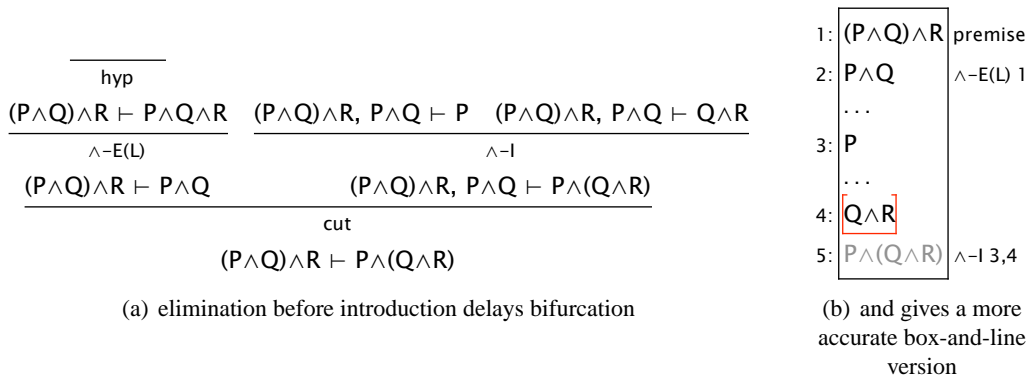 hyp
(P∧Q)∧R ⊢ P∧Q∧R
∧-E(L)
(P∧Q)∧R ⊢ P∧Q
(P∧Q)∧R, P∧Q ⊢ P (P∧Q)∧R, P∧Q ⊢ Q∧R
∧-I
(P∧Q)∧R, P∧Q ⊢ P∧(Q∧R)
cut
(P∧Q)∧R ⊢ P∧(Q∧R)
(a) elimination before introduction delays bifurcation
1: (P∧Q)∧R premise
2: P∧Q ∧-E(L) 1
...
3: P
...
4: Q∧R
5: P∧(Q∧R) ∧-I 3,4
(b) and gives a more
accurate box-and-line
version